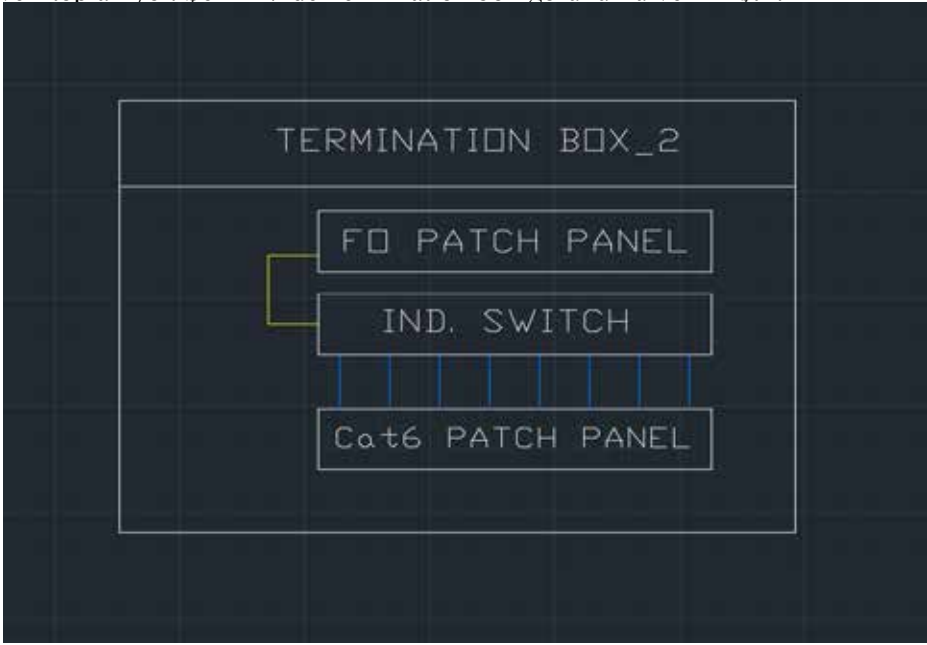 TERMINATION BOX_2
FO PATCH PANEL
IND. SWITCH
Cat6 PATCH PANEL